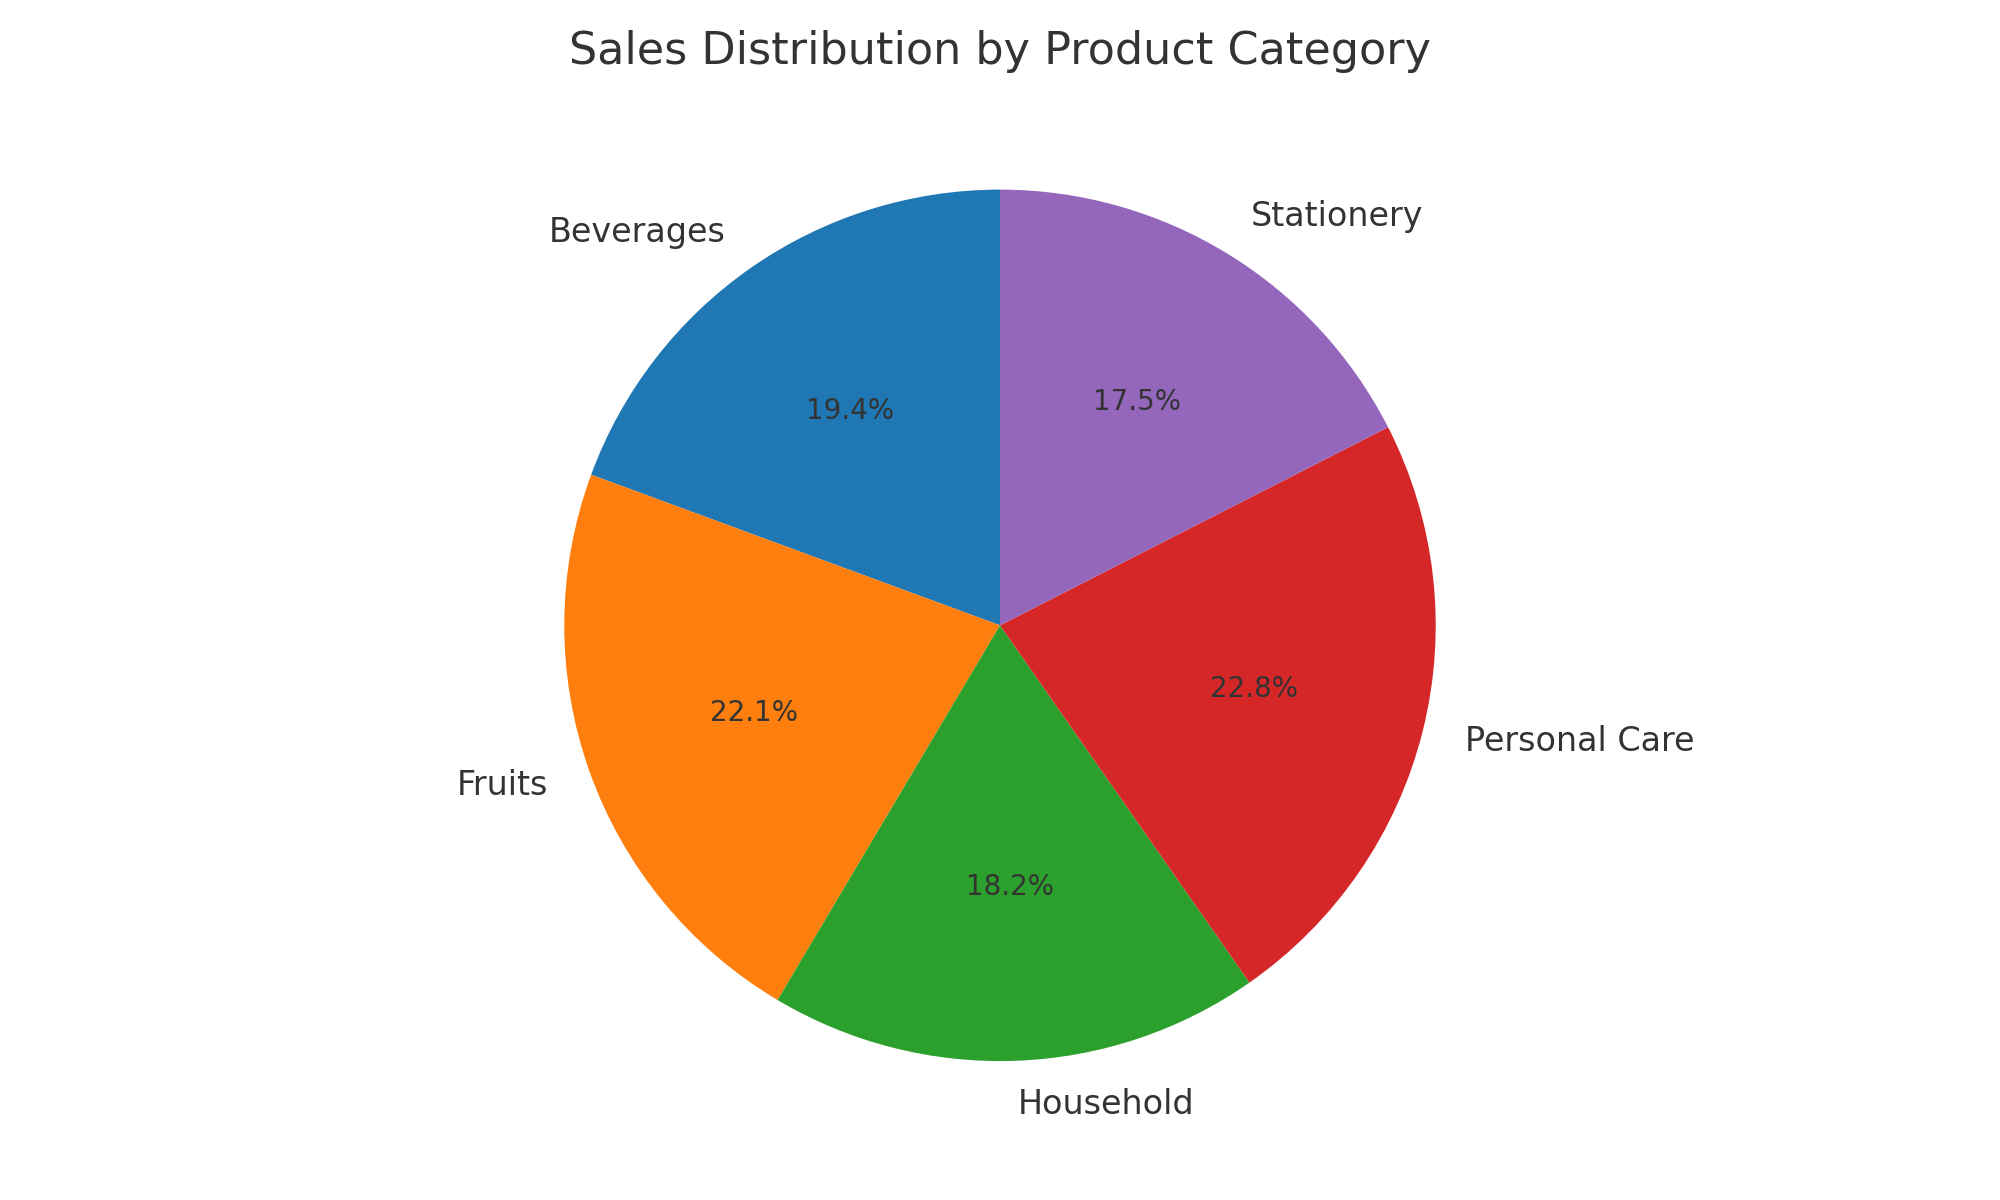 Sales Distribution by Product Category
Stationery
Beverages
17.5%
19.4%
22.8%
22.1%
Personal Care
Fruits
18.2%
Household